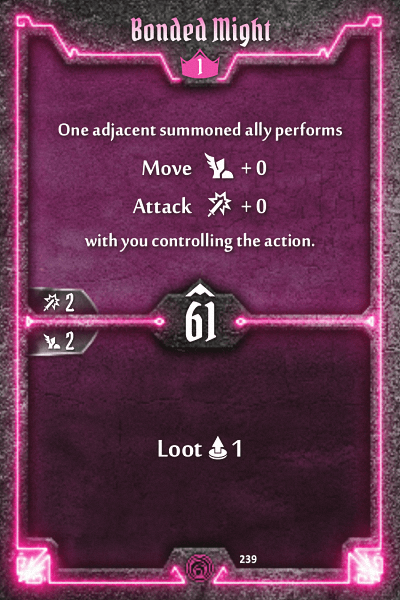 Bonded Might
1
One adjacent summoned ally performs
Move + 0
Attack + 0
with you controlling the action.
2
61
2
Loot 1
239